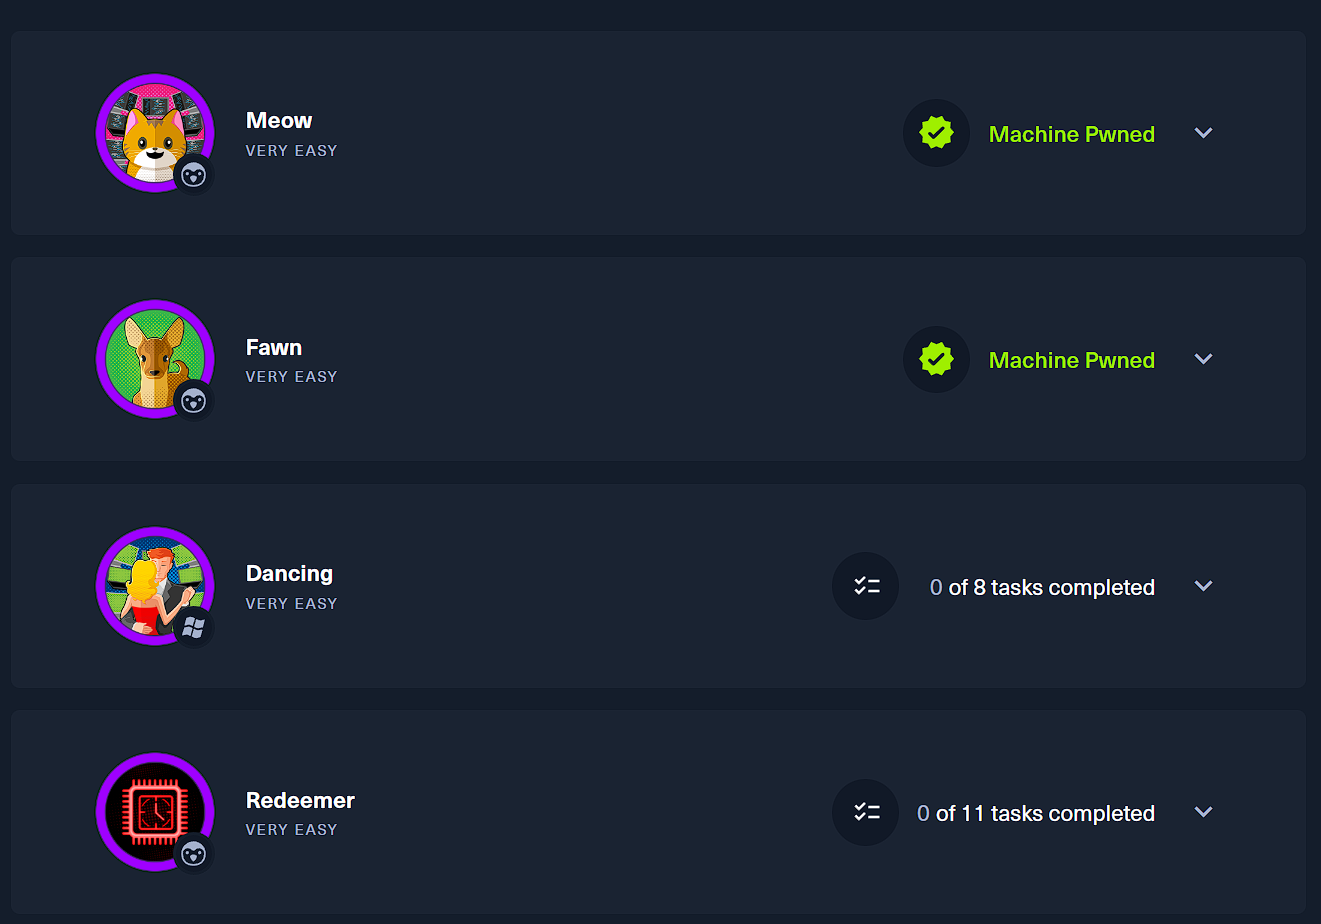 Meow
VERY EASY
Machine Pwned
Fawn
VERY EASY
Machine Pwned
Dancing
VERY EASY
0 of 8 tasks completed
Redeemer
VERY EASY
0 of 11 tasks completed